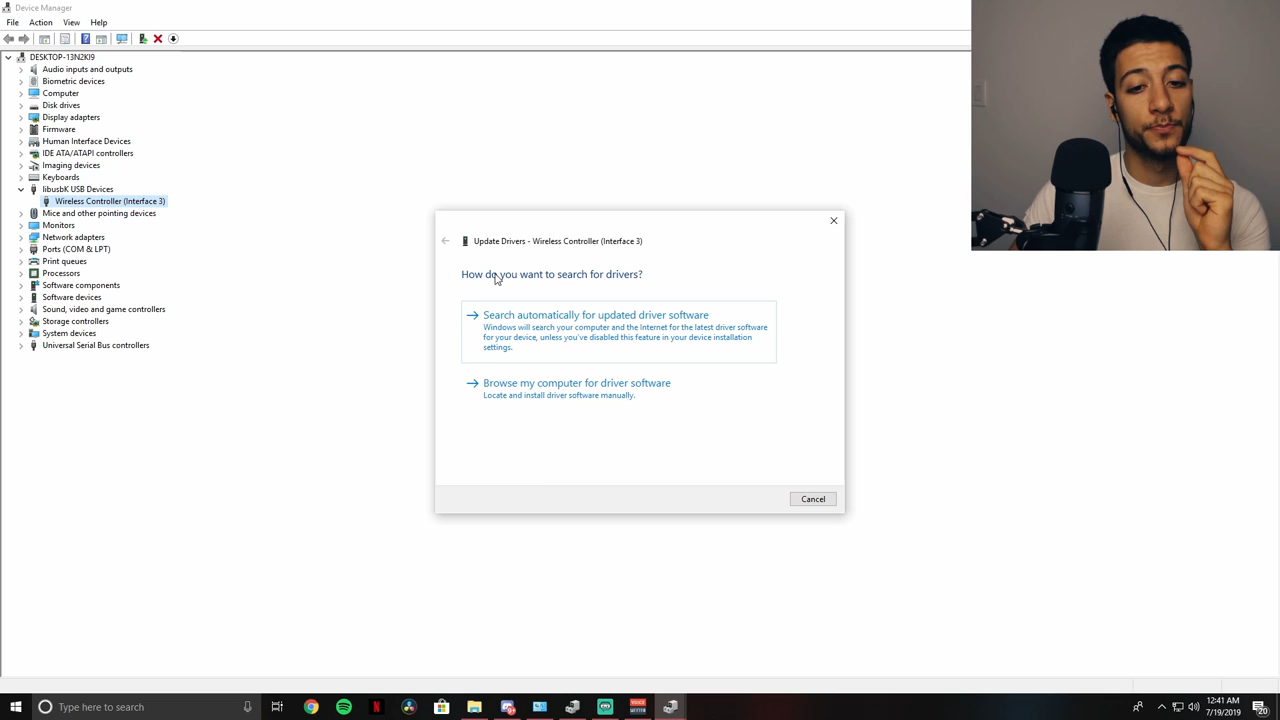 Device Manager
File Action View Help
DESKTOP-13N2KI9
Audio inputs and outputs
Biometric devices
Computer
Disk drives
Display adapters
Firmware
Human Interface Devices
IDE ATA/ATAPI controllers
Imaging devices
Keyboards
libusbK USB Devices
Wireless Controller (Interface 3)
Mice and other pointing devices
Monitors
Network adapters
Ports (COM & LPT)
Print queues
Processors
Software components
Software devices
Sound, video and game controllers
Storage controllers
System devices
Universal Serial Bus controllers
Update Drivers - Wireless Controller (Interface 3)
How do you want to search for drivers?
Search automatically for updated driver software
Windows will search your computer and the Internet for the latest driver software
for your device, unless you've disabled this feature in your device installation
settings.
Browse my computer for driver software
Locate and install driver software manually.
Cancel
Type here to search
12:41 AM
7/19/2019
20